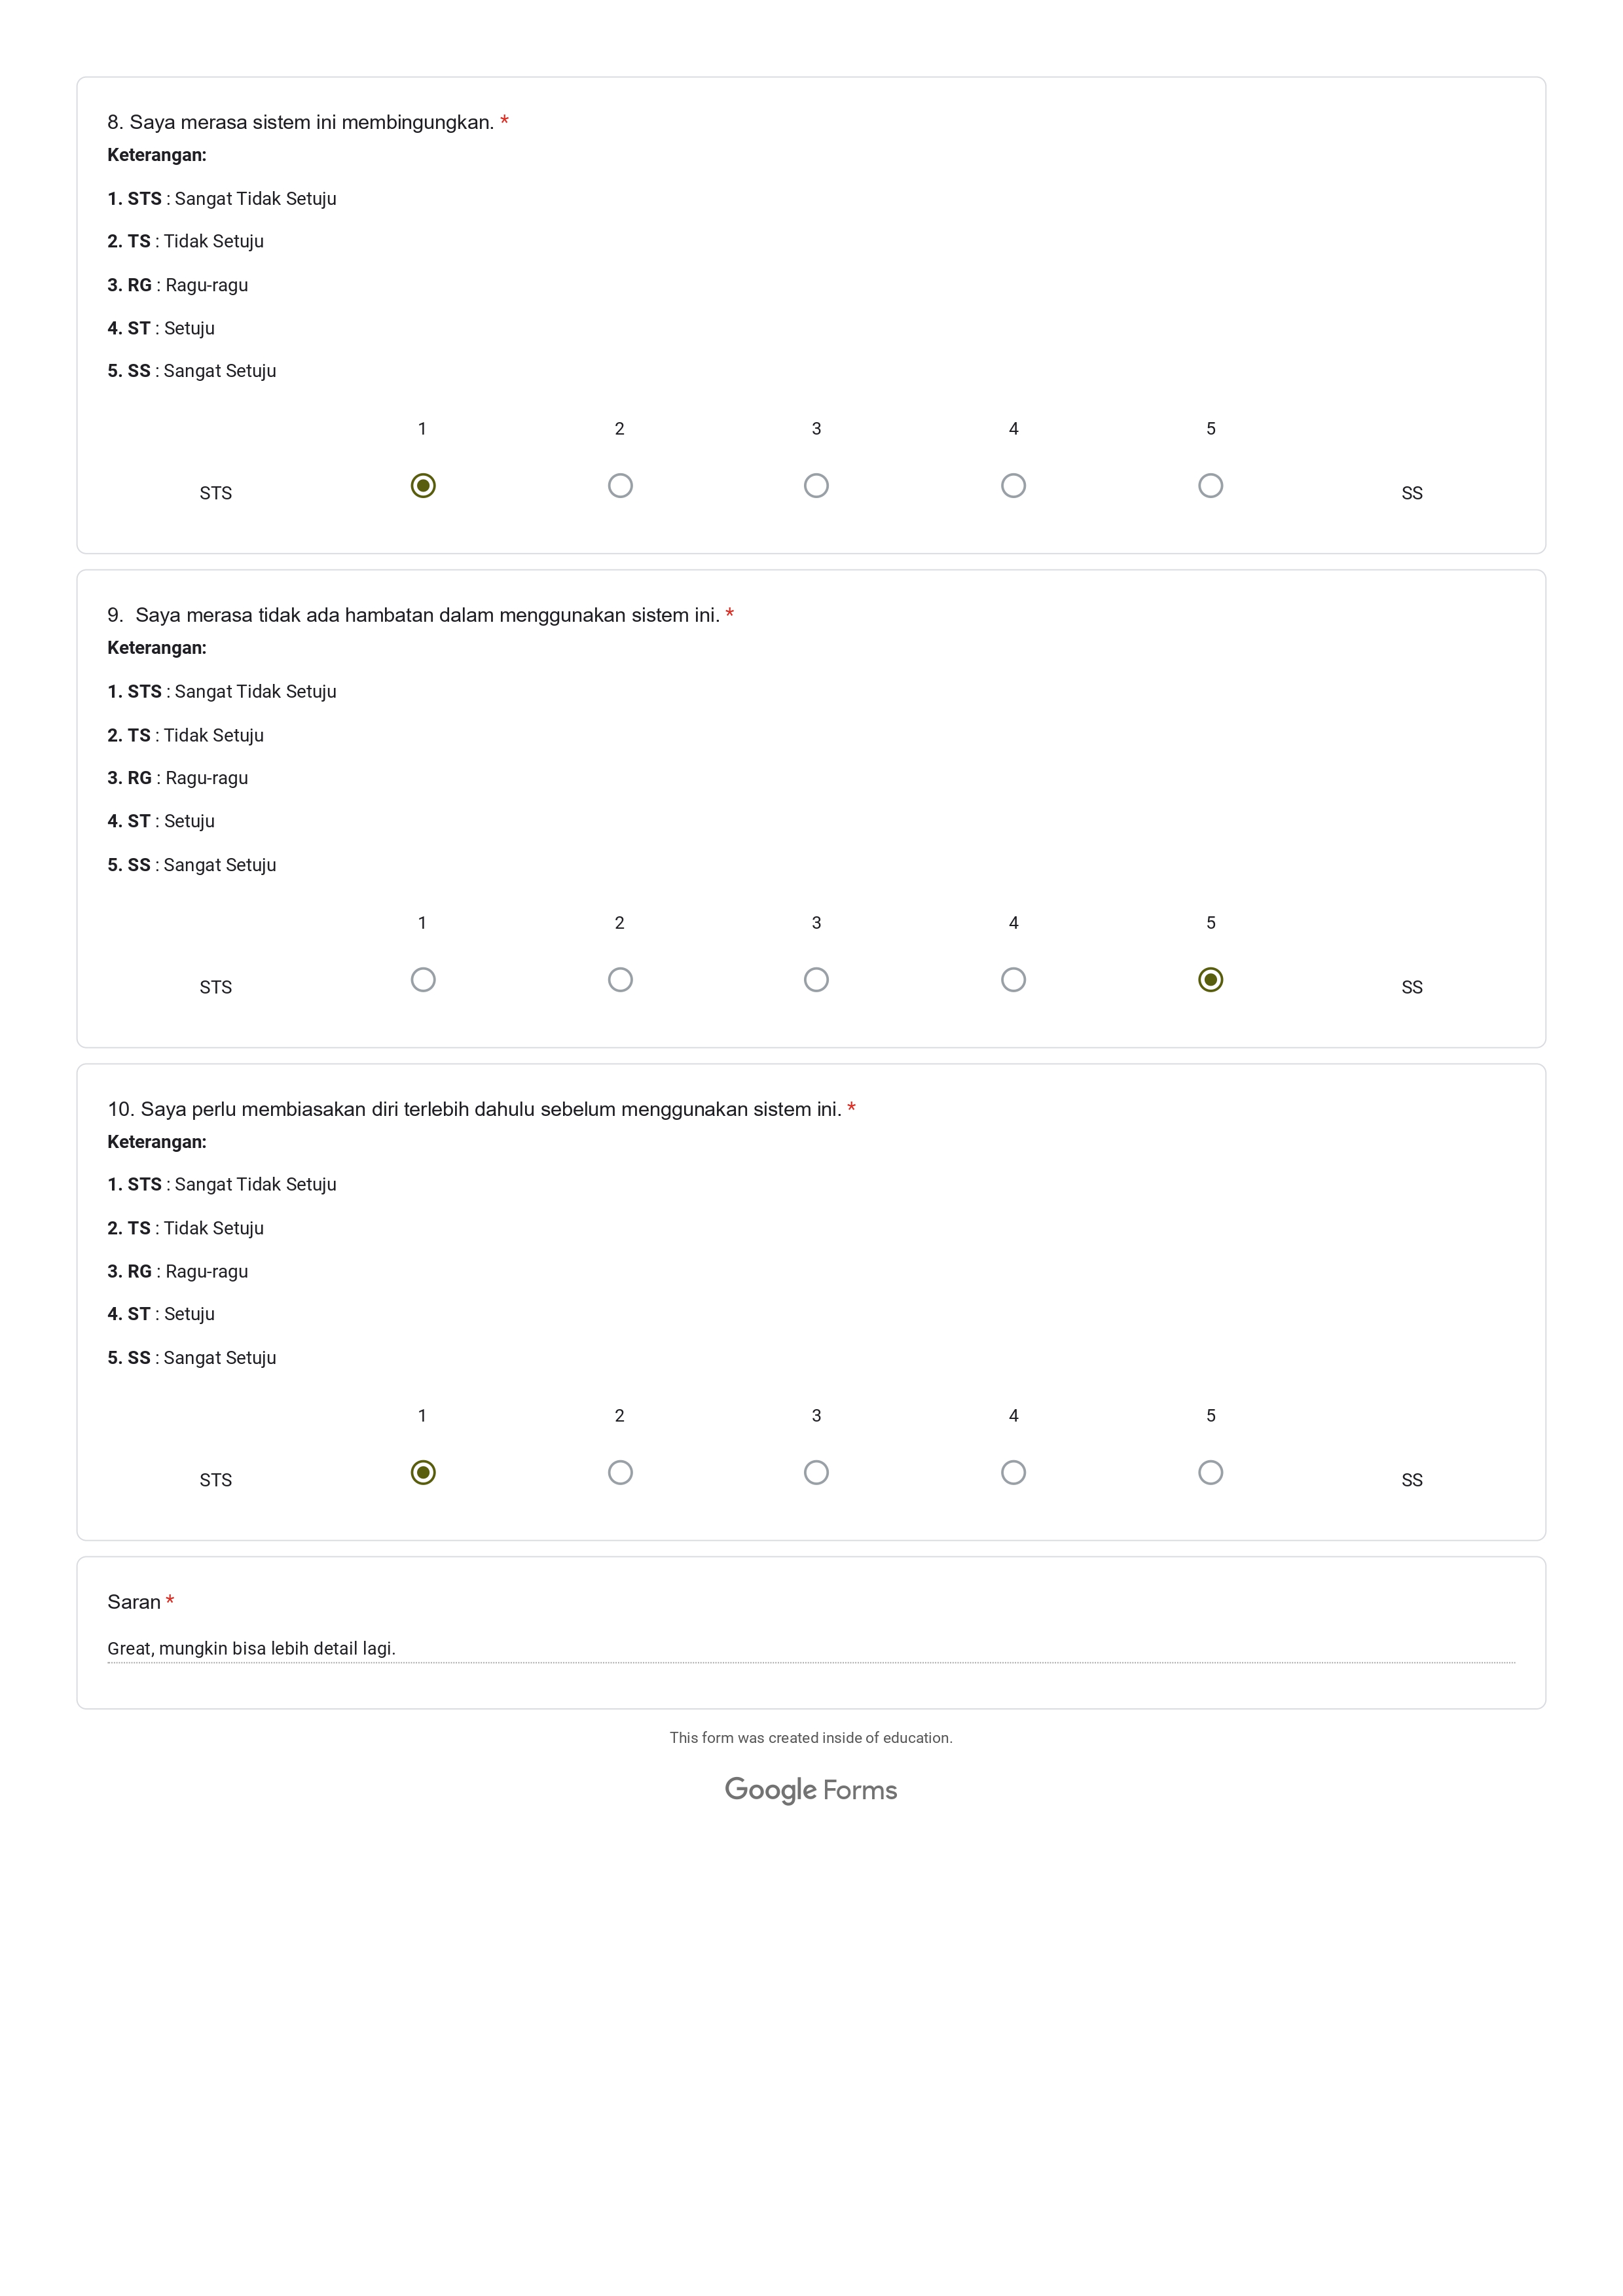 8. Saya merasa sistem ini membingungkan. *
Keterangan:
1. STS : Sangat Tidak Setuju
2. TS : Tidak Setuju
3. RG : Ragu-ragu
4. ST : Setuju
5. SS : Sangat Setuju
1 2 3 4 5
STS SS
9. Saya merasa tidak ada hambatan dalam menggunakan sistem ini. *
Keterangan:
1. STS : Sangat Tidak Setuju
2. TS : Tidak Setuju
3. RG : Ragu-ragu
4. ST : Setuju
5. SS : Sangat Setuju
1 2 3 4 5
STS SS
10. Saya perlu membiasakan diri terlebih dahulu sebelum menggunakan sistem ini. *
Keterangan:
1. STS : Sangat Tidak Setuju
2. TS : Tidak Setuju
3. RG : Ragu-ragu
4. ST : Setuju
5. SS : Sangat Setuju
1 2 3 4 5
STS SS
Saran *
Great, mungkin bisa lebih detail lagi.
This form was created inside of education.
Google Forms